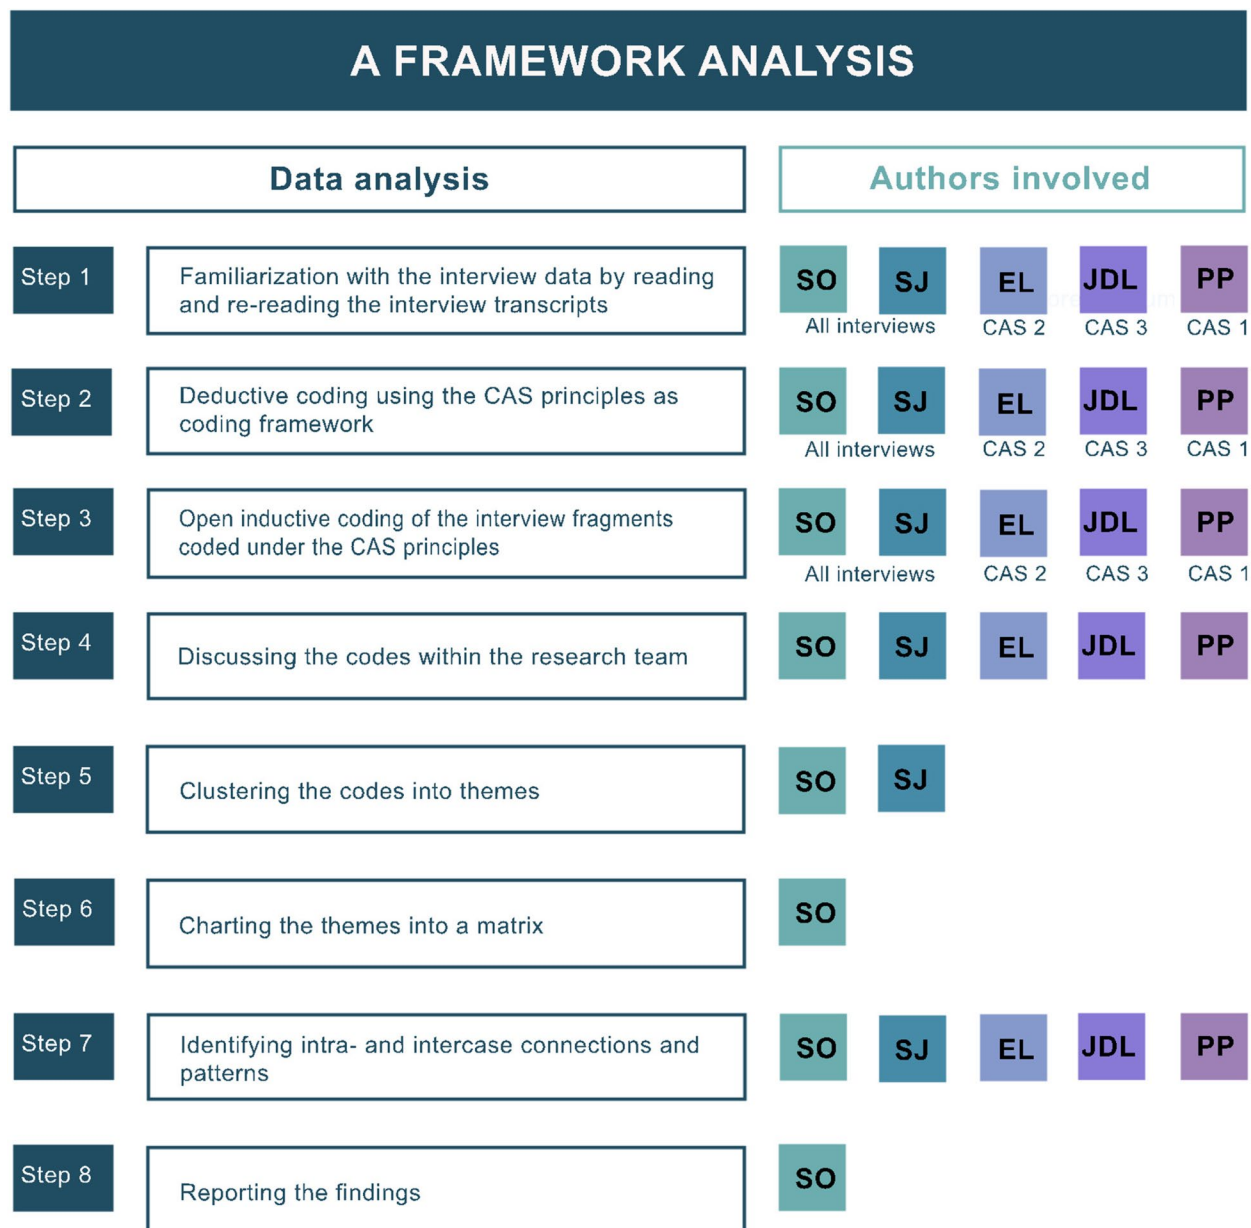 A FRAMEWORK ANALYSIS
Data analysis
Authors involved
Step 1
Familiarization with the interview data by reading
and re-reading the interview transcripts
SO
SJ
EL
JDL
PP
All interviews
CAS 2
CAS 3
CAS 1
Step 2
Deductive coding using the CAS principles as
coding framework
SO
SJ
EL
JDL
PP
All interviews
CAS 2
CAS 3
CAS 1
Step 3
Open inductive coding of the interview fragments
coded under the CAS principles
SO
SJ
EL
JDL
PP
All interviews
CAS 2
CAS 3
CAS 1
Step 4
Discussing the codes within the research team
SO
SJ
EL
JDL
PP
Step 5
Clustering the codes into themes
SO
SJ
Step 6
Charting the themes into a matrix
SO
Step 7
Identifying intra- and intercase connections and
patterns
SO
SJ
EL
JDL
PP
Step 8
Reporting the findings
SO